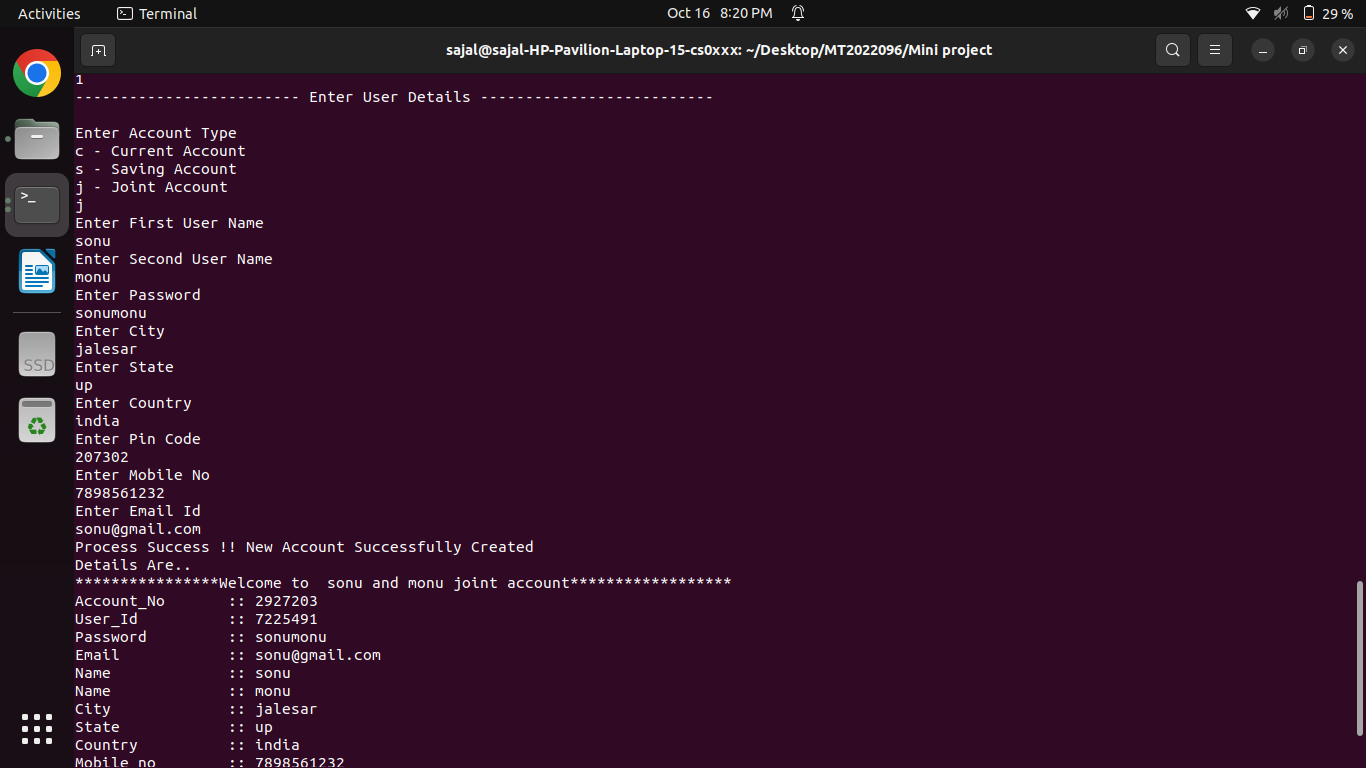 Activities Terminal Oct 16 8:20 PM 29 %
sajal@sajal-HP-Pavilion-Laptop-15-cs0xxx: ~/Desktop/MT2022096/Mini project
1
------------------------- Enter User Details --------------------------
Enter Account Type
c - Current Account
s - Saving Account
j - Joint Account
j
Enter First User Name
sonu
Enter Second User Name
monu
Enter Password
sonumonu
Enter City
jalesar
Enter State
up
Enter Country
india
Enter Pin Code
207302
Enter Mobile No
7898561232
Enter Email Id
sonu@gmail.com
Process Success !! New Account Successfully Created
Details Are..
****************Welcome to  sonu and monu joint account******************
Account_No       :: 2927203
User_Id          :: 7225491
Password         :: sonumonu
Email            :: sonu@gmail.com
Name             :: sonu
Name             :: monu
City             :: jalesar
State            :: up
Country          :: india
Mobile no        :: 7898561232
SSD